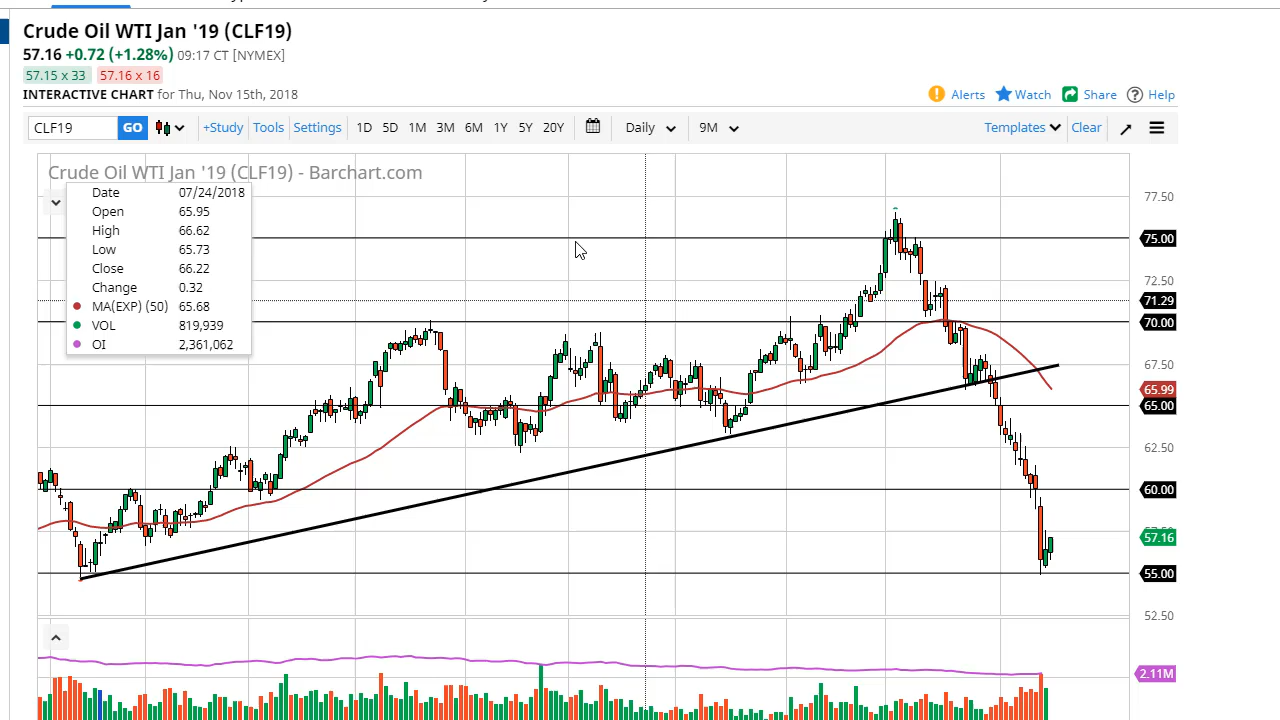 Crude Oil WTI Jan '19 (CLF19)
57.16 +0.72 (+1.28%) 09:17 CT [NYMEX]
57.15 x 33 57.16 x 16
INTERACTIVE CHART for Thu, Nov 15th, 2018
Alerts Watch Share Help
CLF19 GO +Study Tools Settings 1D 5D 1M 3M 6M 1Y 5Y 20Y Daily 9M Templates Clear
Crude Oil WTI Jan '19 (CLF19) - Barchart.com
Date 07/24/2018
Open 65.95
High 66.62
Low 65.73
Close 66.22
Change 0.32
MA(EXP) (50) 65.68
VOL 819,939
OI 2,361,062
77.50
75.00
72.50
71.29
70.00
67.50
65.99
65.00
62.50
60.00
57.16
55.00
52.50
2.11M